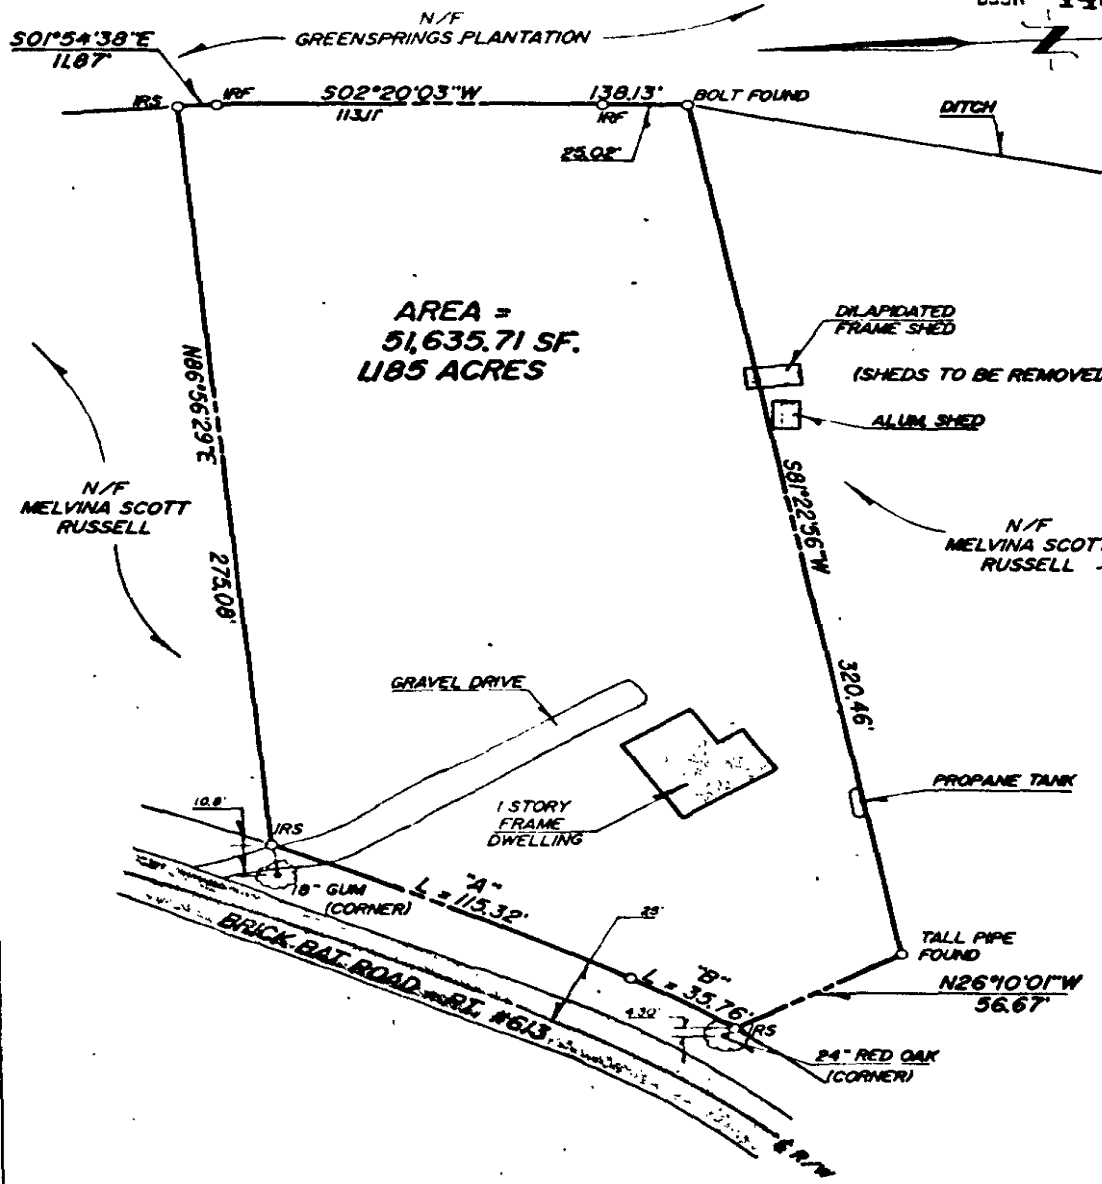 N/F
GREENSPRINGS PLANTATION
S01°54'38"E
11.87'
IRS
IRF
S02°20'03"W
113.11'
138.13'
IRF
25.02'
BOLT FOUND
DITCH
AREA =
51,635.71 SF.
1.185 ACRES
DILAPIDATED
FRAME SHED
(SHEDS TO BE REMOVED
ALUM. SHED
N86°56'29"E
275.08'
N/F
MELVINA SCOTT
RUSSELL
S81°22'56"W
320.46'
N/F
MELVINA SCOTT
RUSSELL
GRAVEL DRIVE
PROPANE TANK
1 STORY
FRAME
DWELLING
10.8'
IRS
18" GUM
(CORNER)
"A"
L = 115.32'
25'
"B"
L = 35.76'
4.30'
IRS
TALL PIPE
FOUND
N26°10'01"W
56.67'
24" RED OAK
(CORNER)
BRICK BAT ROAD - RT. #613
℄ R/W